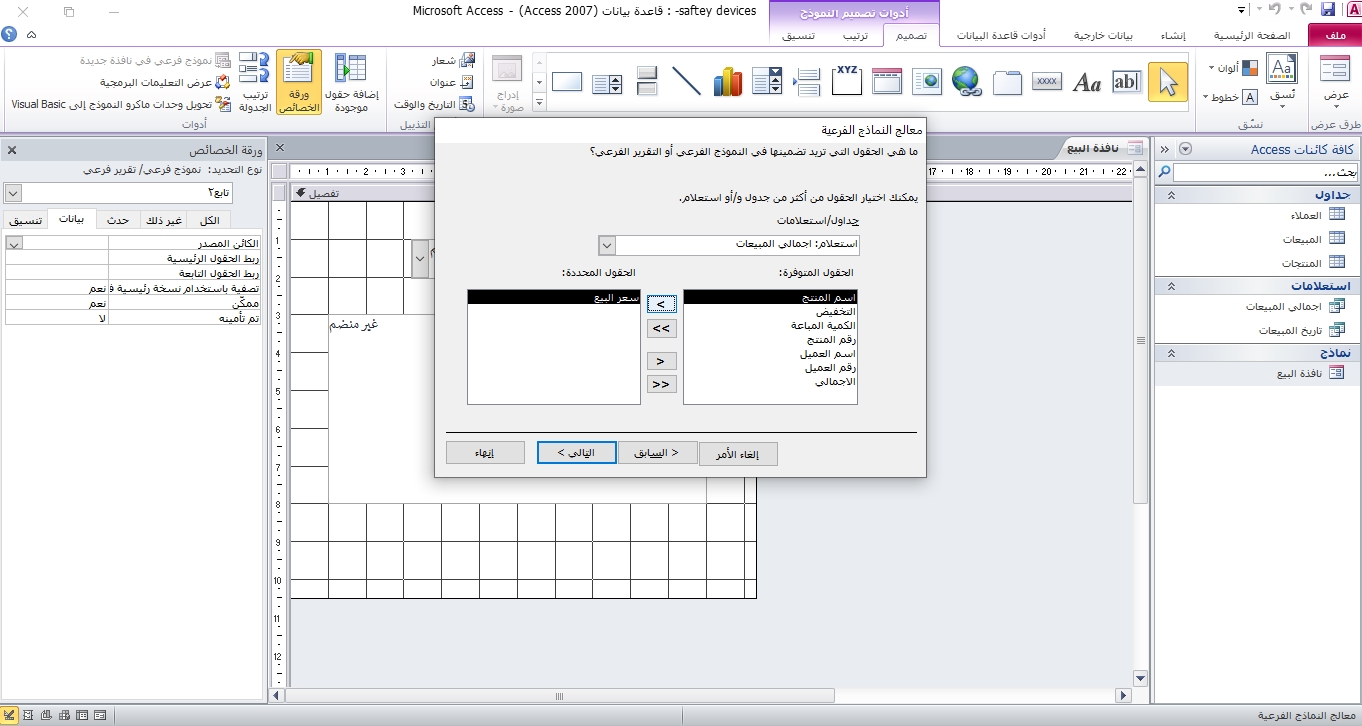 saftey devices- : قاعدة بيانات (Access 2007) - Microsoft Access
أدوات تصميم النموذج
ملف
الصفحة الرئيسية
إنشاء
بيانات خارجية
أدوات قاعدة البيانات
تصميم
ترتيب
تنسيق
عرض
طرق عرض
نُسق
ألوان
خطوط
نسّق
Aa
ab
Aa
XXXX
XYZ
إدراج صورة
شعار
عنوان
التاريخ والوقت
التذييل
إضافة حقول موجودة
ورقة الخصائص
ترتيب الجدولة
نموذج فرعي في نافذة جديدة
عرض التعليمات البرمجية
تحويل وحدات ماكرو النموذج إلى Visual Basic
أدوات
كافة كائنات Access
بحث...
جداول
العملاء
المبيعات
المنتجات
استعلامات
اجمالي المبيعات
تاريخ المبيعات
نماذج
نافذة البيع
نافذة البيع
تفصيل
غير منضم
معالج النماذج الفرعية
ما هي الحقول التي تريد تضمينها في النموذج الفرعي أو التقرير الفرعي؟
يمكنك اختيار الحقول من أكثر من جدول و/أو استعلام.
جداول/استعلامات
استعلام: اجمالي المبيعات
الحقول المتوفرة:
الحقول المحددة:
اسم المنتج
التخفيض
الكمية المباعة
رقم المنتج
اسم العميل
رقم العميل
الاجمالي
سعر البيع
<
<<
>
>>
إلغاء الأمر
< السابق
التالي >
إنهاء
ورقة الخصائص
نوع التحديد: نموذج فرعي/ تقرير فرعي
تابع٢
الكل
غير ذلك
حدث
بيانات
تنسيق
الكائن المصدر
ربط الحقول الرئيسية
ربط الحقول التابعة
تصفية باستخدام نسخة رئيسية ف نعم
ممكّن نعم
تم تأمينه لا
معالج النماذج الفرعية